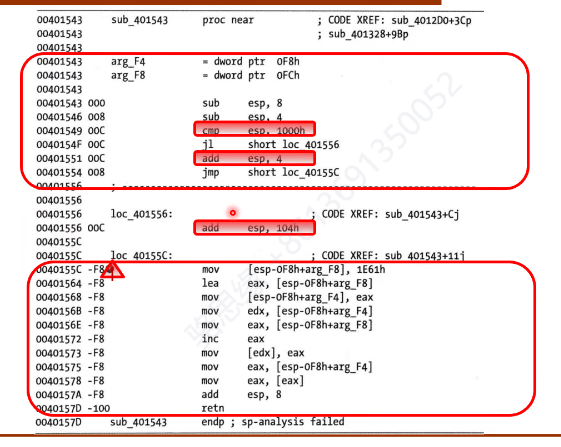 00401543 sub_401543 proc near ; CODE XREF: sub_4012D0+3Cp
00401543 ; sub_401328+9Bp
00401543
00401543 arg_F4 = dword ptr 0F8h
00401543 arg_F8 = dword ptr 0FCh
00401543
00401543 000 sub esp, 8
00401546 008 sub esp, 4
00401549 00C cmp esp, 1000h
0040154F 00C jl short loc_401556
00401551 00C add esp, 4
00401554 008 jmp short loc_40155C
00401556 ; ---------------------------------------------------------------------------
00401556
00401556 loc_401556: ; CODE XREF: sub_401543+Cj
00401556 00C add esp, 104h
0040155C
0040155C loc_40155C: ; CODE XREF: sub_401543+11j
0040155C -F8 mov [esp-0F8h+arg_F8], 1E61h
00401564 -F8 lea eax, [esp-0F8h+arg_F8]
00401568 -F8 mov [esp-0F8h+arg_F4], eax
0040156B -F8 mov edx, [esp-0F8h+arg_F4]
0040156E -F8 mov eax, [esp-0F8h+arg_F8]
00401572 -F8 inc eax
00401573 -F8 mov [edx], eax
00401575 -F8 mov eax, [esp-0F8h+arg_F4]
00401578 -F8 mov eax, [eax]
0040157A -F8 add esp, 8
0040157D -100 retn
0040157D sub_401543 endp ; sp-analysis failed